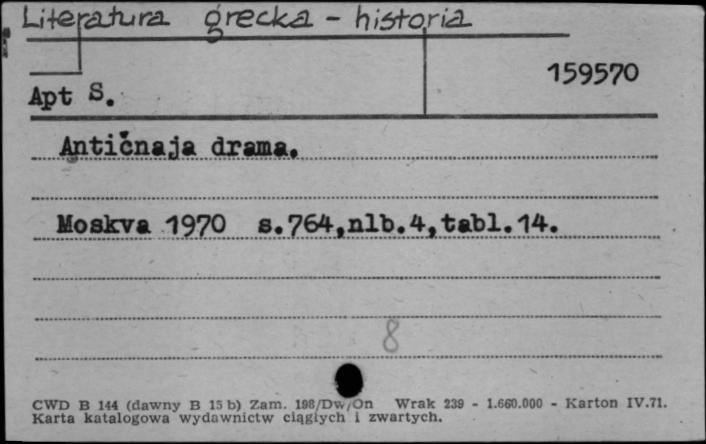 Literatura grecka - historia
159570
Apt S.
Antičnaja drama.
Moskva 1970 s.764,nlb.4,tabl.14.
8
CWD B 144 (dawny B 15 b) Zam. 198/Dw/On Wrak 239 - 1.660.000 - Karton IV.71.
Karta katalogowa wydawnictw ciągłych i zwartych.